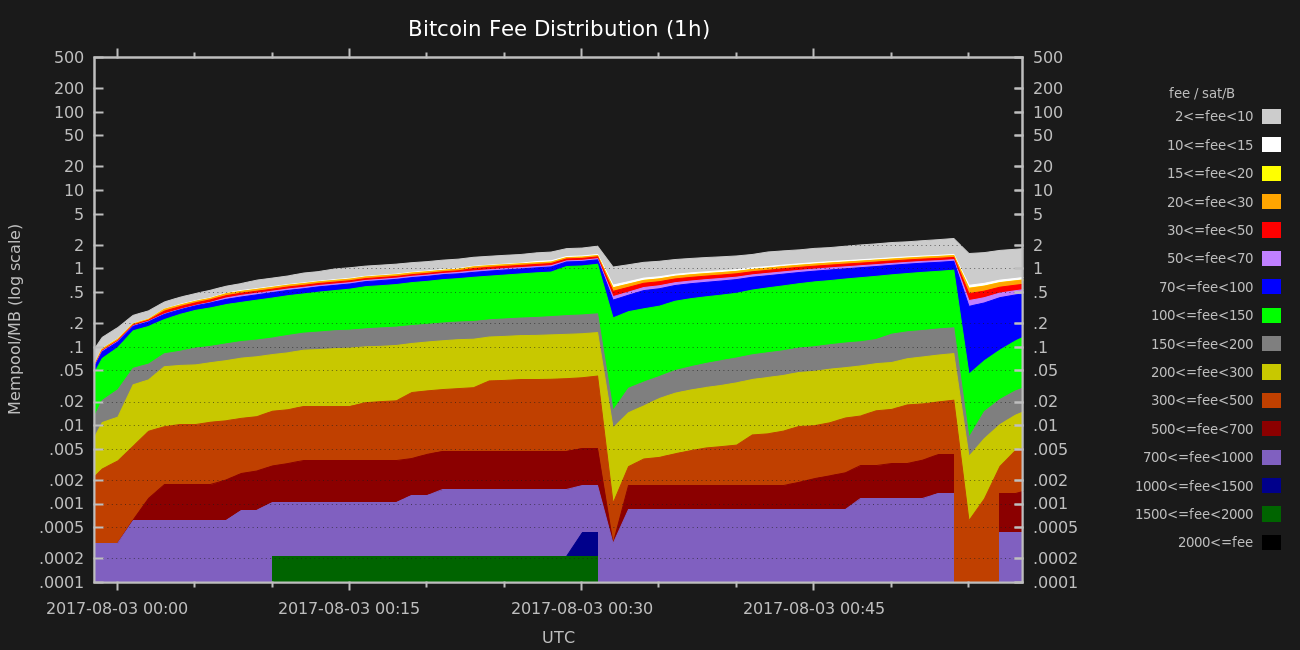 Bitcoin Fee Distribution (1h)
Mempool/MB (log scale)
500
200
100
50
20
10
5
2
1
.5
.2
.1
.05
.02
.01
.005
.002
.001
.0005
.0002
.0001
500
200
100
50
20
10
5
2
1
.5
.2
.1
.05
.02
.01
.005
.002
.001
.0005
.0002
.0001
fee / sat/B
2<=fee<10
10<=fee<15
15<=fee<20
20<=fee<30
30<=fee<50
50<=fee<70
70<=fee<100
100<=fee<150
150<=fee<200
200<=fee<300
300<=fee<500
500<=fee<700
700<=fee<1000
1000<=fee<1500
1500<=fee<2000
2000<=fee
2017-08-03 00:00
2017-08-03 00:15
2017-08-03 00:30
2017-08-03 00:45
UTC